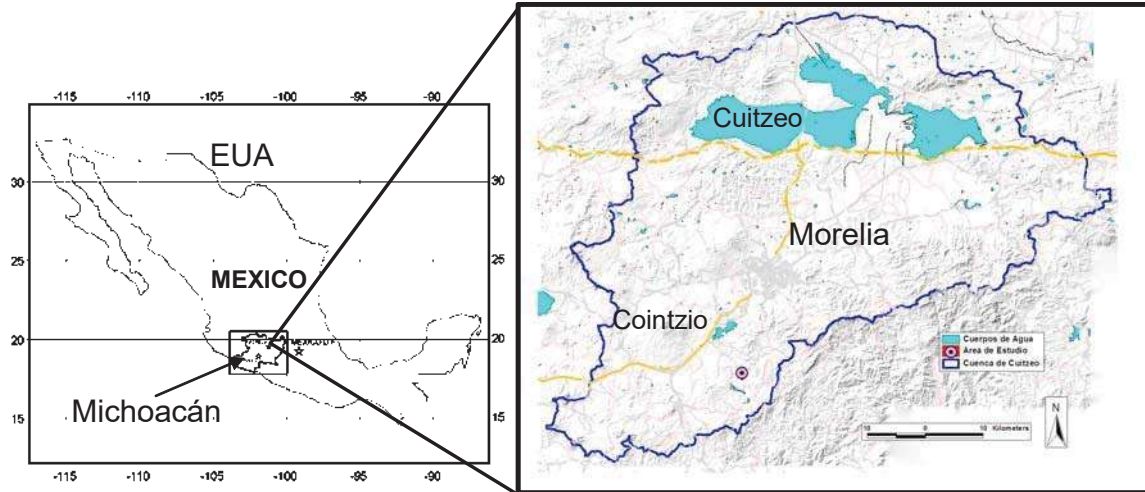 -115 -110 -105 -100 -95 -90
EUA
30 30
25 25
MEXICO
20 20
Michoacán
15 15
-115 -110 -105 -100 -95 -90
Cuitzeo
Morelia
Cointzio
Cuerpos de Agua
Area de Estudio
Cuenca de Cuitzeo
N
10 0 10 Kilometers